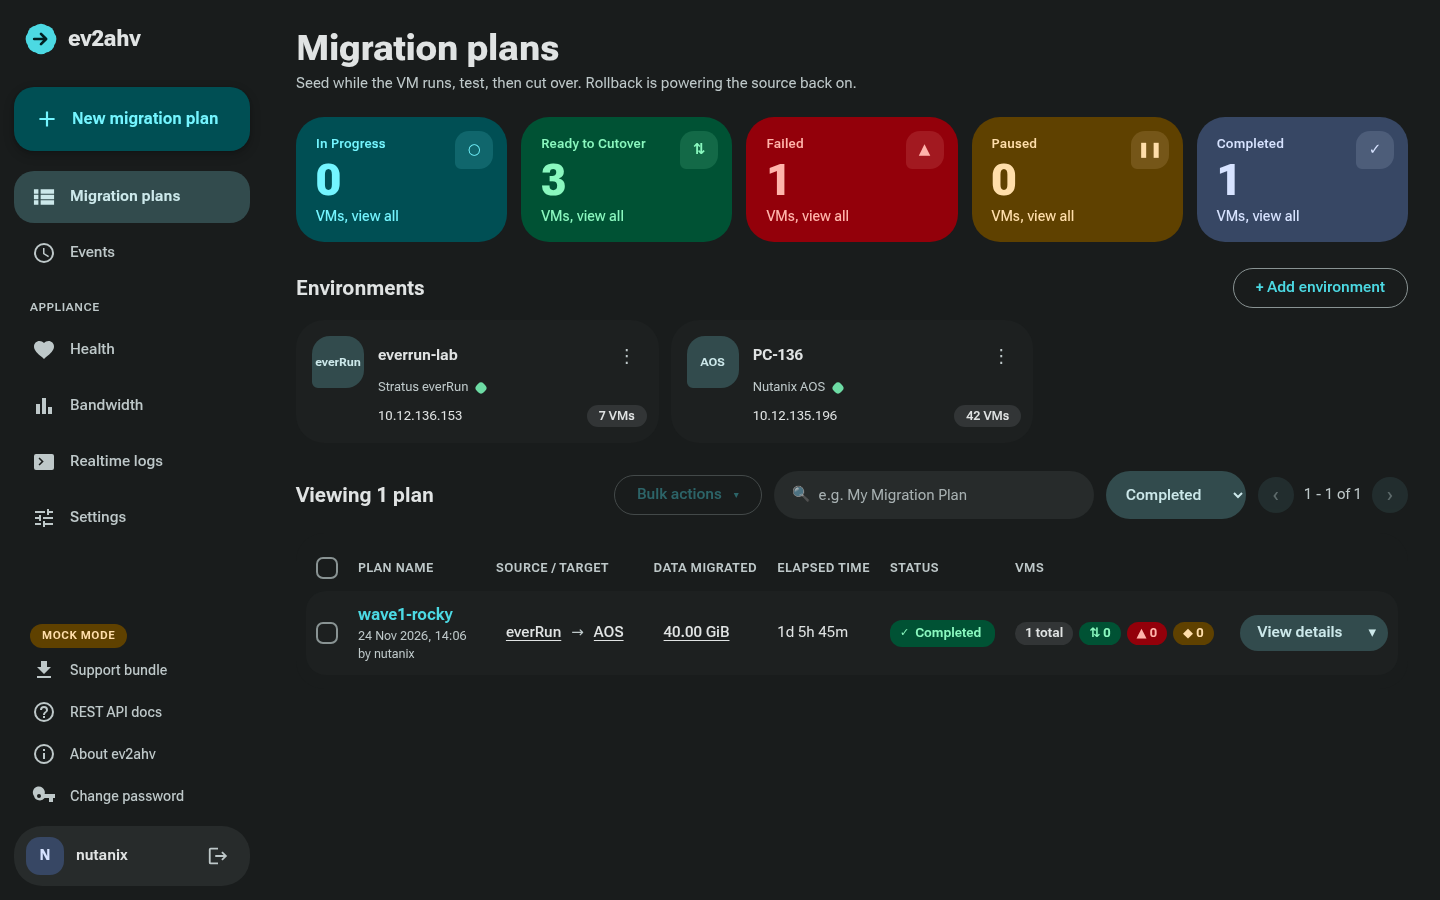 ev2ahv
New migration plan
Migration plans
Events
APPLIANCE
Health
Bandwidth
Realtime logs
Settings
MOCK MODE
Support bundle
REST API docs
About ev2ahv
Change password
N
nutanix
Migration plans
Seed while the VM runs, test, then cut over. Rollback is powering the source back on.
In Progress
0
VMs, view all
Ready to Cutover
3
VMs, view all
Failed
1
VMs, view all
Paused
0
VMs, view all
Completed
1
VMs, view all
Environments
+ Add environment
everRun
everrun-lab
Stratus everRun
10.12.136.153
7 VMs
AOS
PC-136
Nutanix AOS
10.12.135.196
42 VMs
Viewing 1 plan
Bulk actions
e.g. My Migration Plan
Completed
1 - 1 of 1
PLAN NAME SOURCE / TARGET DATA MIGRATED ELAPSED TIME STATUS VMS
wave1-rocky
24 Nov 2026, 14:06
by nutanix
everRun → AOS
40.00 GiB
1d 5h 45m
✓ Completed
1 total
⇅ 0
▲ 0
◆ 0
View details